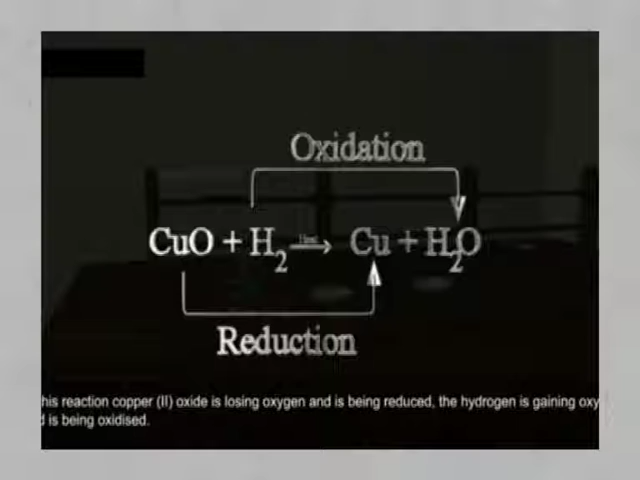 Oxidation
CuO + H₂ ⟶ Cu + H₂O
Reduction
his reaction copper (II) oxide is losing oxygen and is being reduced, the hydrogen is gaining oxy
d is being oxidised.